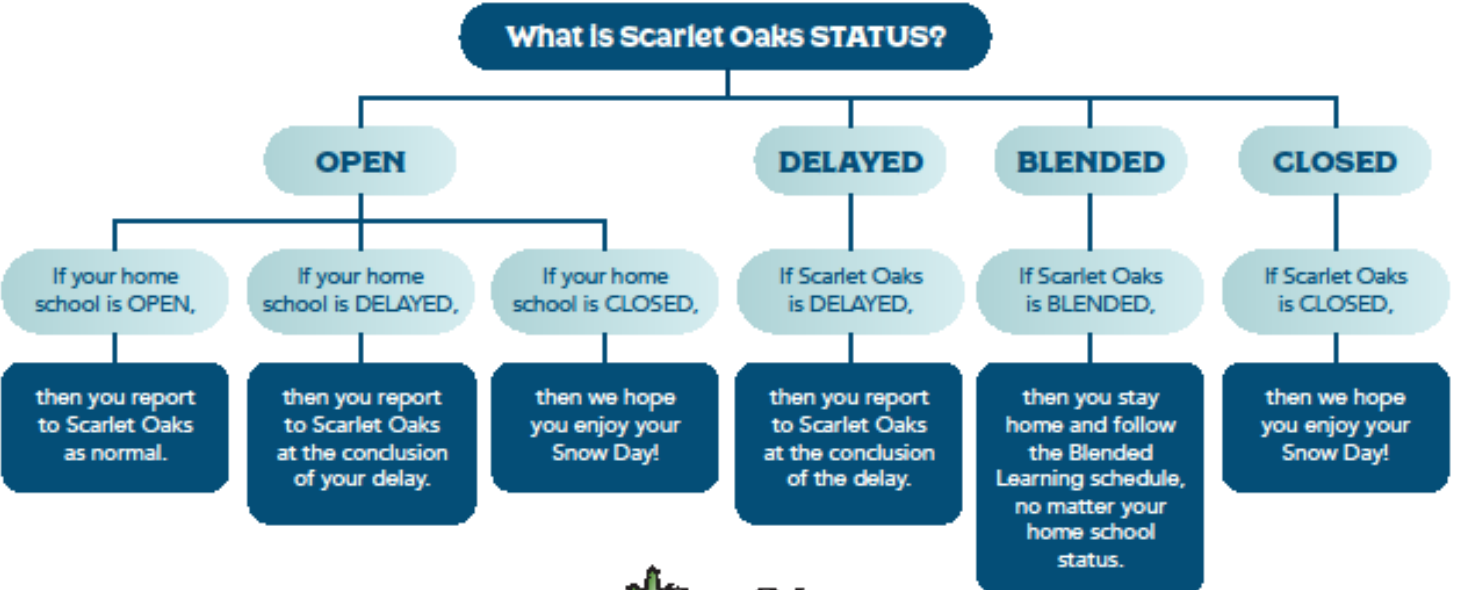 What is Scarlet Oaks STATUS?
OPEN
DELAYED
BLENDED
CLOSED
If your home
school is OPEN,
If your home
school is DELAYED,
If your home
school is CLOSED,
If Scarlet Oaks
is DELAYED,
If Scarlet Oaks
is BLENDED,
If Scarlet Oaks
is CLOSED,
then you report
to Scarlet Oaks
as normal.
then you report
to Scarlet Oaks
at the conclusion
of your delay.
then we hope
you enjoy your
Snow Day!
then you report
to Scarlet Oaks
at the conclusion
of the delay.
then you stay
home and follow
the Blended
Learning schedule,
no matter your
home school
status.
then we hope
you enjoy your
Snow Day!